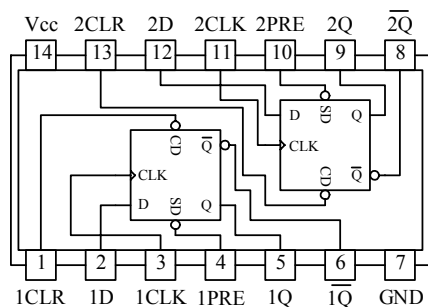 Vcc 2CLR 2D 2CLK 2PRE 2Q 2Q̅
14 13 12 11 10 9 8
SD
D Q
CLK
CD Q̅
CD Q̅
CLK
D SD Q
1 2 3 4 5 6 7
1CLR 1D 1CLK 1PRE 1Q 1Q̅ GND